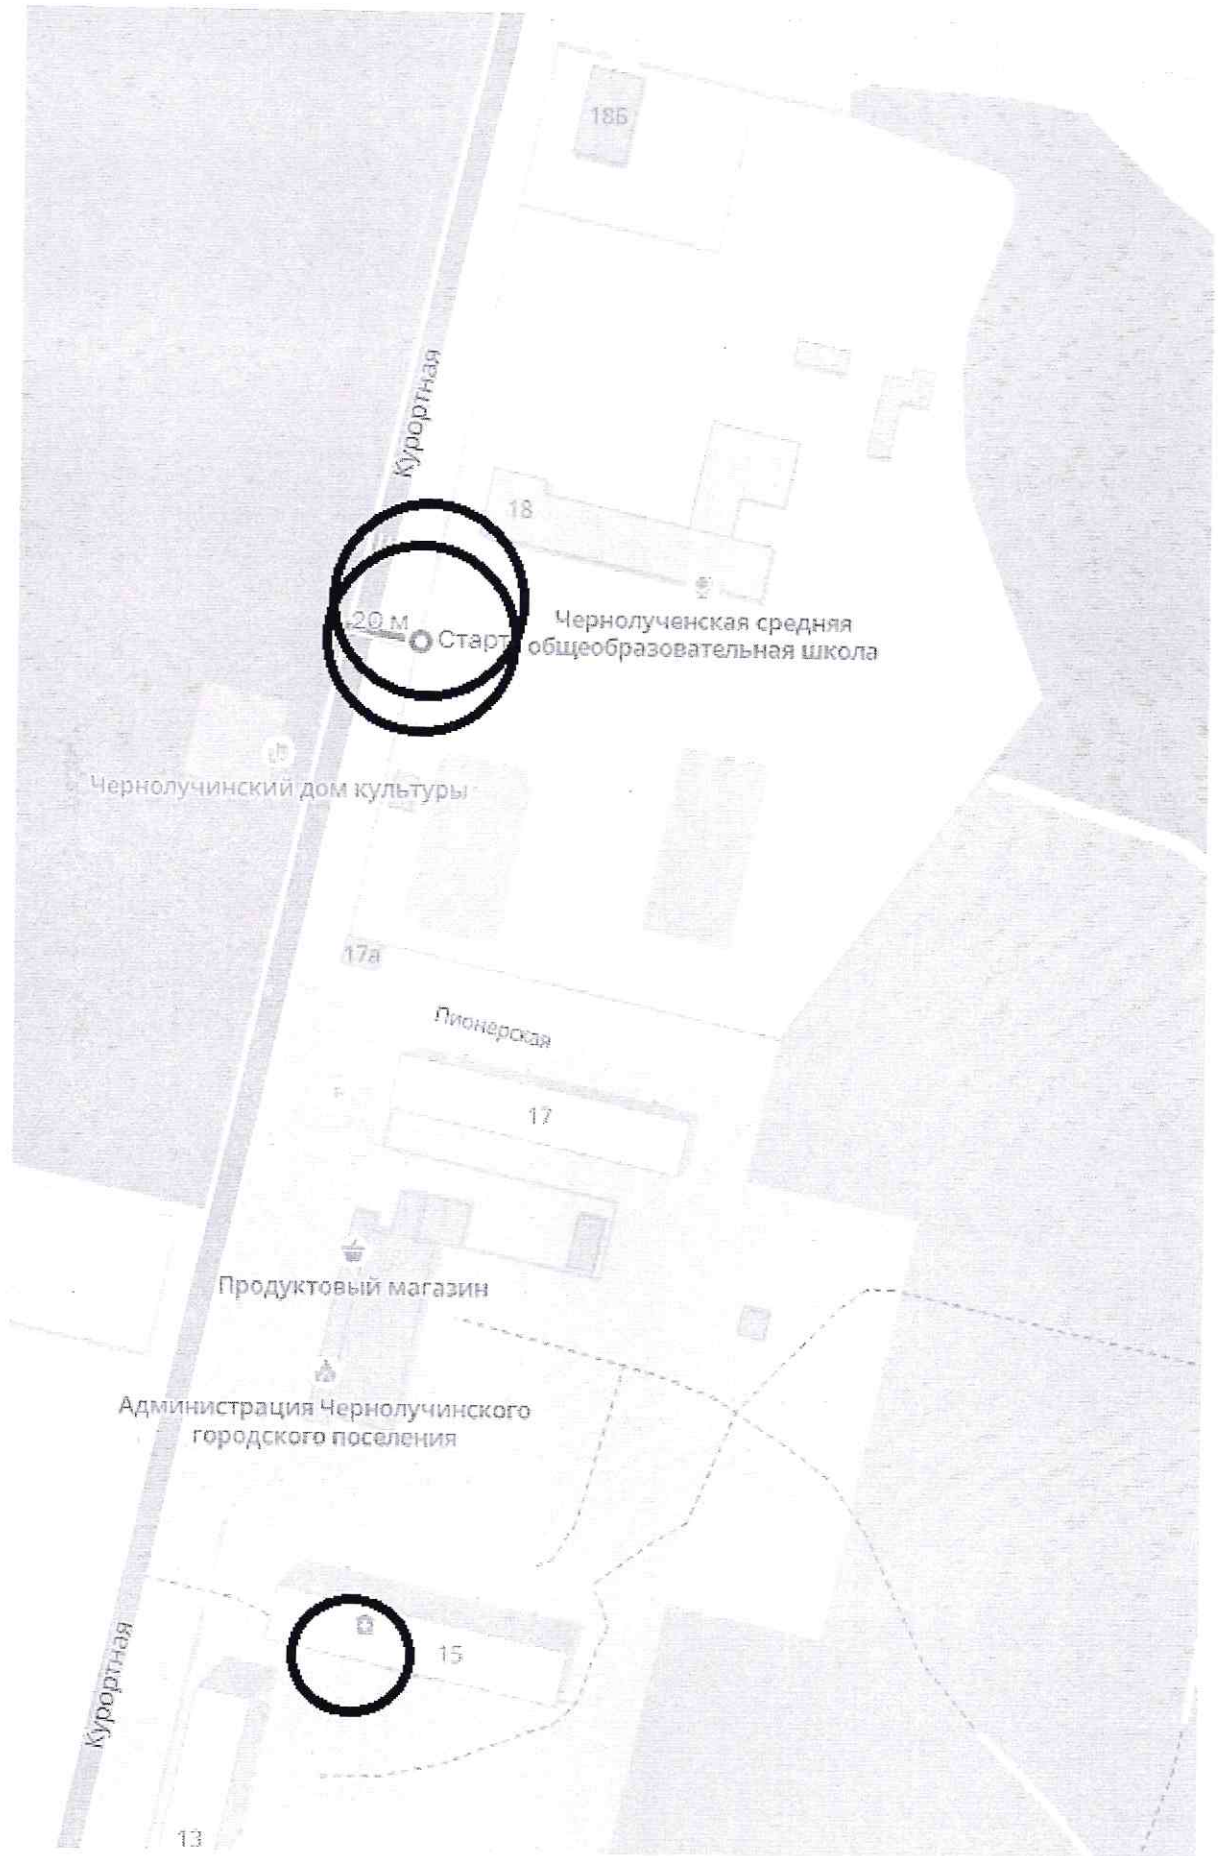 18Б
Курортная
18
20 м
Старт
Чернолученская средняя
общеобразовательная школа
Чернолучинский дом культуры
17а
Пионерская
P
17
Продуктовый магазин
Администрация Чернолучинского
городского поселения
15
Курортная
13